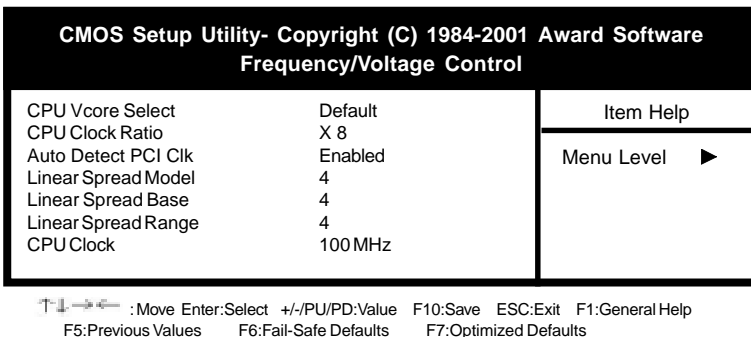 CMOS Setup Utility- Copyright (C) 1984-2001 Award Software
Frequency/Voltage Control
CPU Vcore Select Default
CPU Clock Ratio X 8
Auto Detect PCI Clk Enabled
Linear Spread Model 4
Linear Spread Base 4
Linear Spread Range 4
CPU Clock 100 MHz
Item Help
Menu Level ►
↑↓→← : Move Enter:Select +/-/PU/PD:Value F10:Save ESC:Exit F1:General Help
F5:Previous Values F6:Fail-Safe Defaults F7:Optimized Defaults